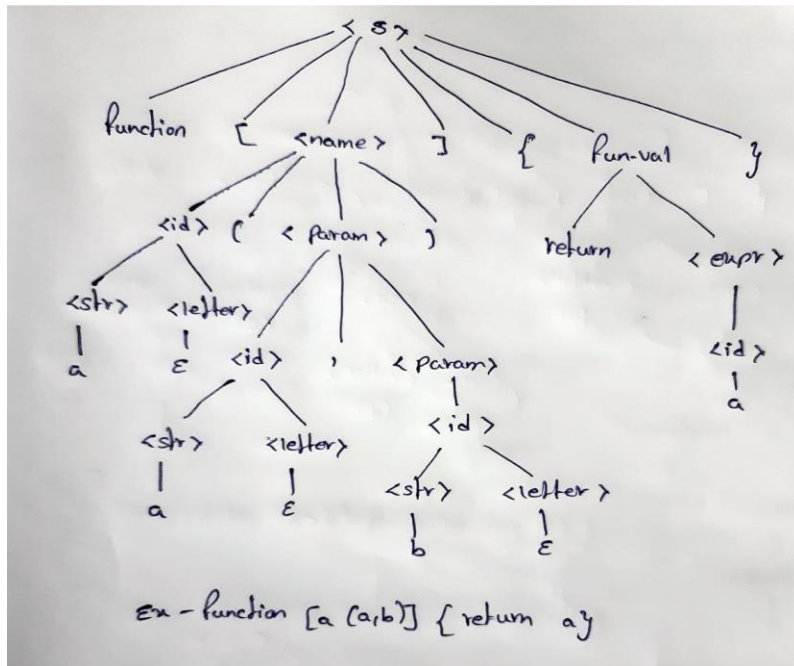 < s >
function [ <name> ] { fun-val }
<id> ( < param > ) return < expr >
<str> <letter> <id> , < param> <id>
a ε <id> a
<str> <letter> <str> <letter >
a ε b ε
Ex - function [a (a,b)] { return a}